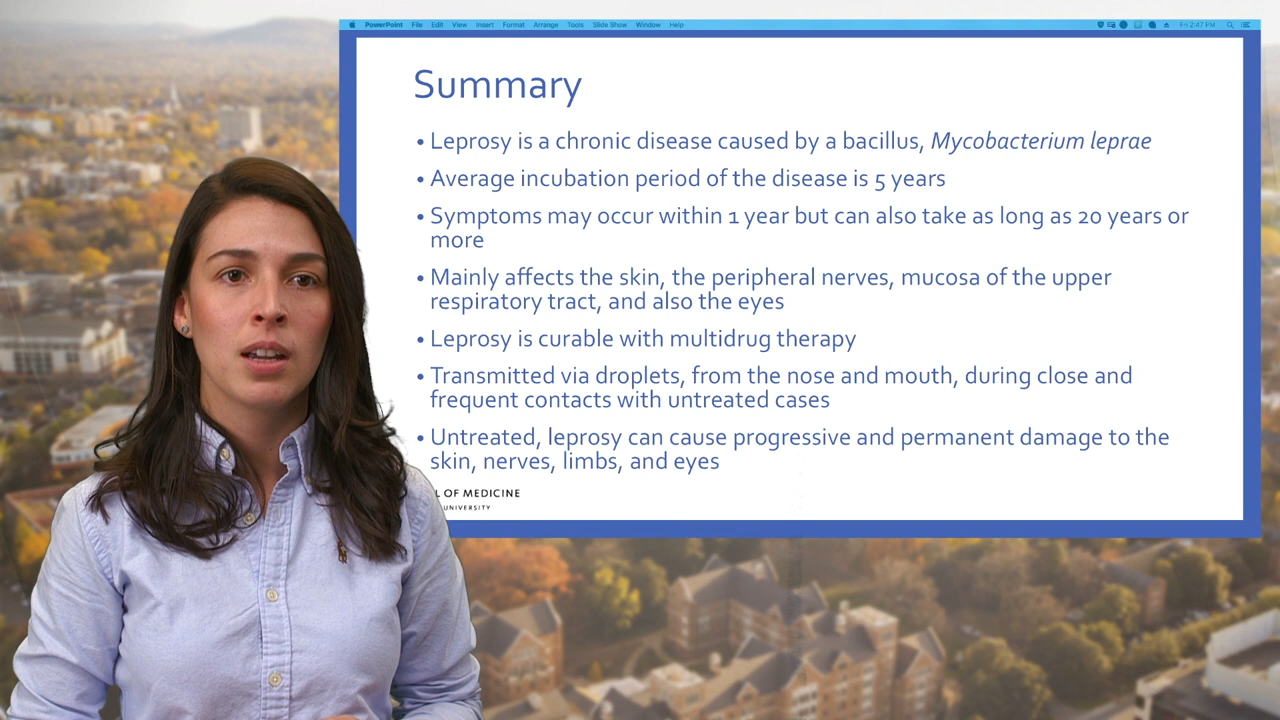 PowerPoint File Edit View Insert Format Arrange Tools Slide Show Window Help Fri 2:47 PM
Summary
• Leprosy is a chronic disease caused by a bacillus, Mycobacterium leprae
• Average incubation period of the disease is 5 years
• Symptoms may occur within 1 year but can also take as long as 20 years or
more
• Mainly affects the skin, the peripheral nerves, mucosa of the upper
respiratory tract, and also the eyes
• Leprosy is curable with multidrug therapy
• Transmitted via droplets, from the nose and mouth, during close and
frequent contacts with untreated cases
• Untreated, leprosy can cause progressive and permanent damage to the
skin, nerves, limbs, and eyes
L OF MEDICINE
UNIVERSITY